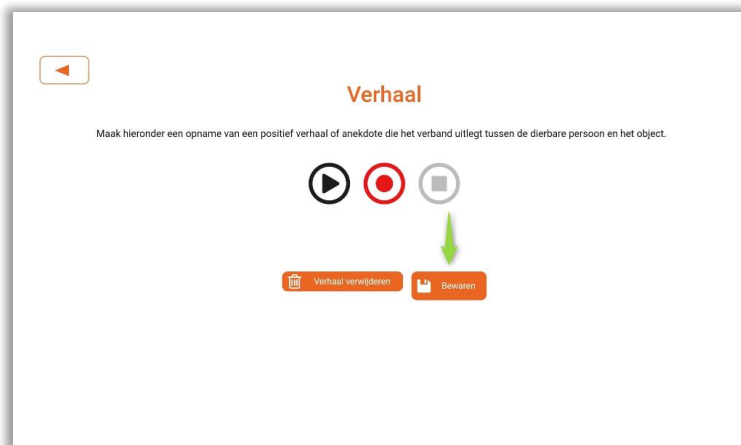 Verhaal
Maak hieronder een opname van een positief verhaal of anekdote die het verband uitlegt tussen de dierbare persoon en het object.
Verhaal verwijderen
Bewaren